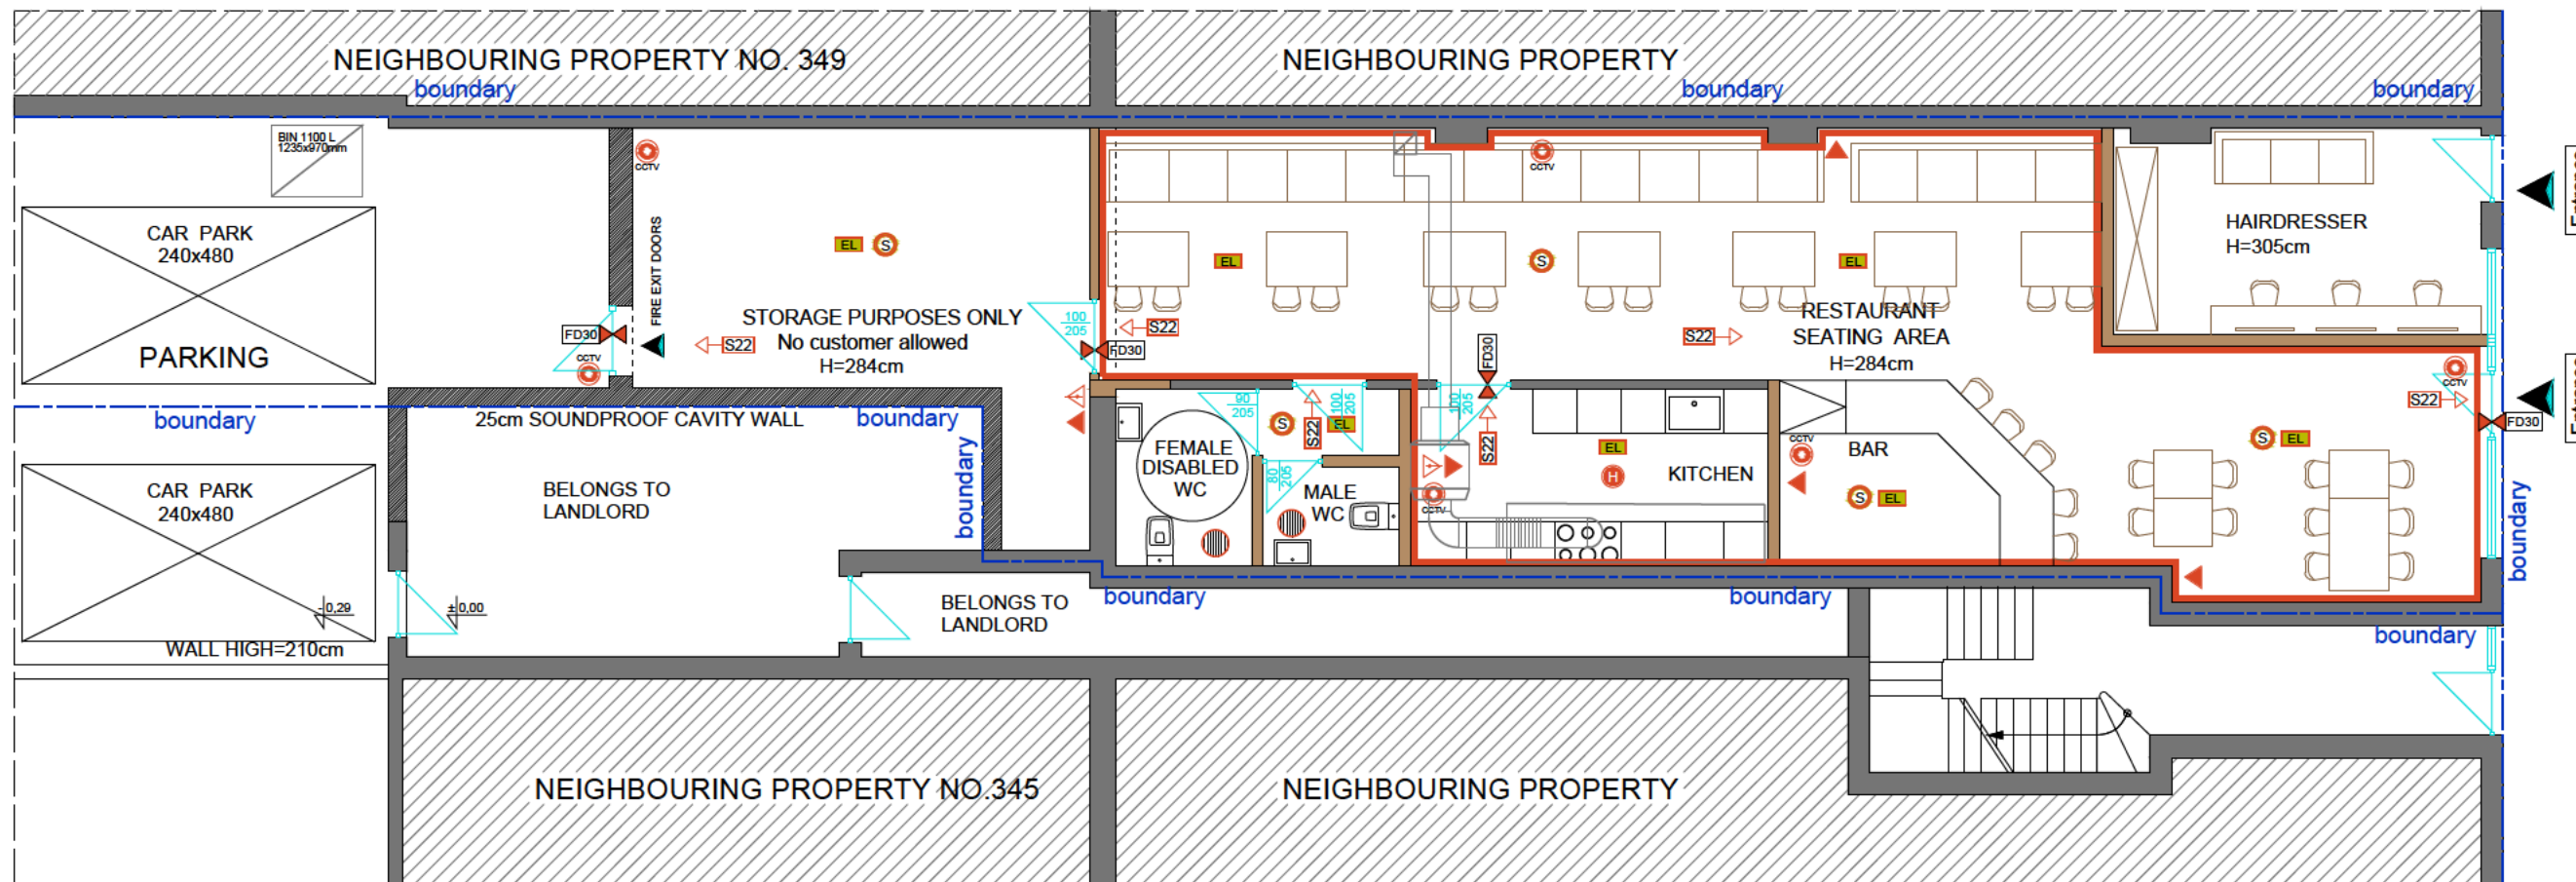 NEIGHBOURING PROPERTY NO. 349
NEIGHBOURING PROPERTY
boundary
boundary
boundary
BIN 1100 L
1235x970mm
CCTV
CCTV
CAR PARK
240x480
PARKING
FIRE EXIT DOORS
EL
S
STORAGE PURPOSES ONLY
No customer allowed
H=284cm
S22
FD30
CCTV
100
205
FD30
S22
EL
S
EL
S22
RESTAURANT
SEATING AREA
H=284cm
FD30
HAIRDRESSER
H=305cm
CCTV
S22
FD30
boundary
25cm SOUNDPROOF CAVITY WALL
boundary
boundary
90
205
S
S22
100
205
EL
100
205
S22
FEMALE
DISABLED
WC
80
205
MALE
WC
CCTV
EL
H
KITCHEN
CCTV
BAR
S
EL
S
EL
boundary
CAR PARK
240x480
BELONGS TO
LANDLORD
-0,29
±0,00
WALL HIGH=210cm
BELONGS TO
LANDLORD
boundary
boundary
boundary
NEIGHBOURING PROPERTY NO.345
NEIGHBOURING PROPERTY